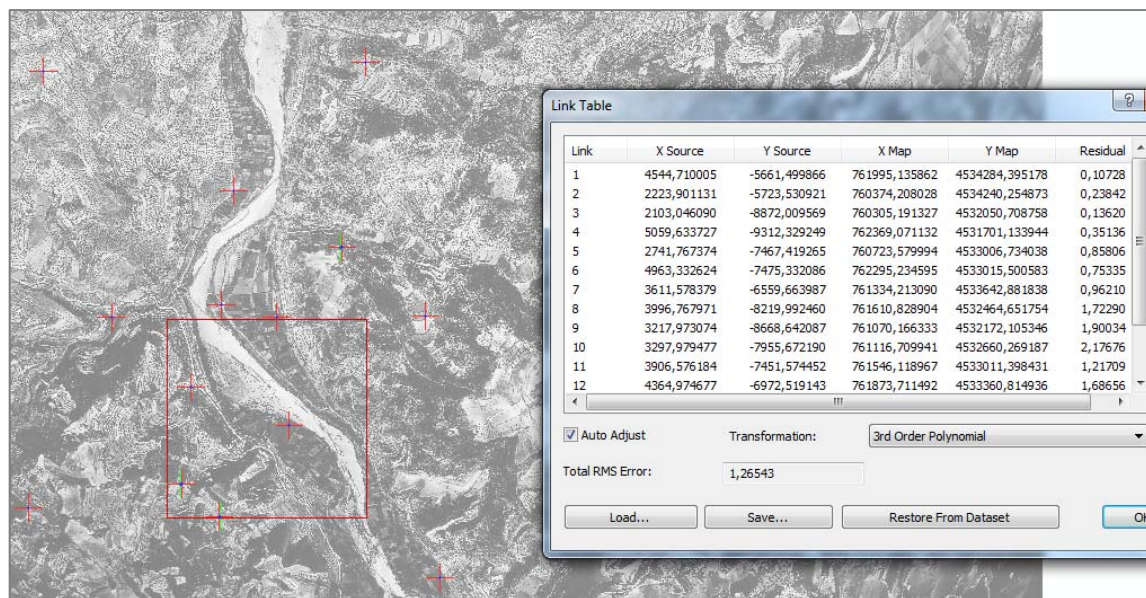 Link Table
?
Link X Source Y Source X Map Y Map Residual
1 4544,710005 -5661,499866 761995,135862 4534284,395178 0,10728
2 2223,901131 -5723,530921 760374,208028 4534240,254873 0,23842
3 2103,046090 -8872,009569 760305,191327 4532050,708758 0,13620
4 5059,633727 -9312,329249 762369,071132 4531701,133944 0,35136
5 2741,767374 -7467,419265 760723,579994 4533006,734038 0,85806
6 4963,332624 -7475,332086 762295,234595 4533015,500583 0,75335
7 3611,578379 -6559,663987 761334,213090 4533642,881838 0,96210
8 3996,767971 -8219,992460 761610,828904 4532464,651754 1,72290
9 3217,973074 -8668,642087 761070,166333 4532172,105346 1,90034
10 3297,979477 -7955,672190 761116,709941 4532660,269187 2,17676
11 3906,576184 -7451,574452 761546,118967 4533011,398431 1,21709
12 4364,974677 -6972,519143 761873,711492 4533360,814936 1,68656
Auto Adjust Transformation: 3rd Order Polynomial
Total RMS Error: 1,26543
Load... Save... Restore From Dataset OK